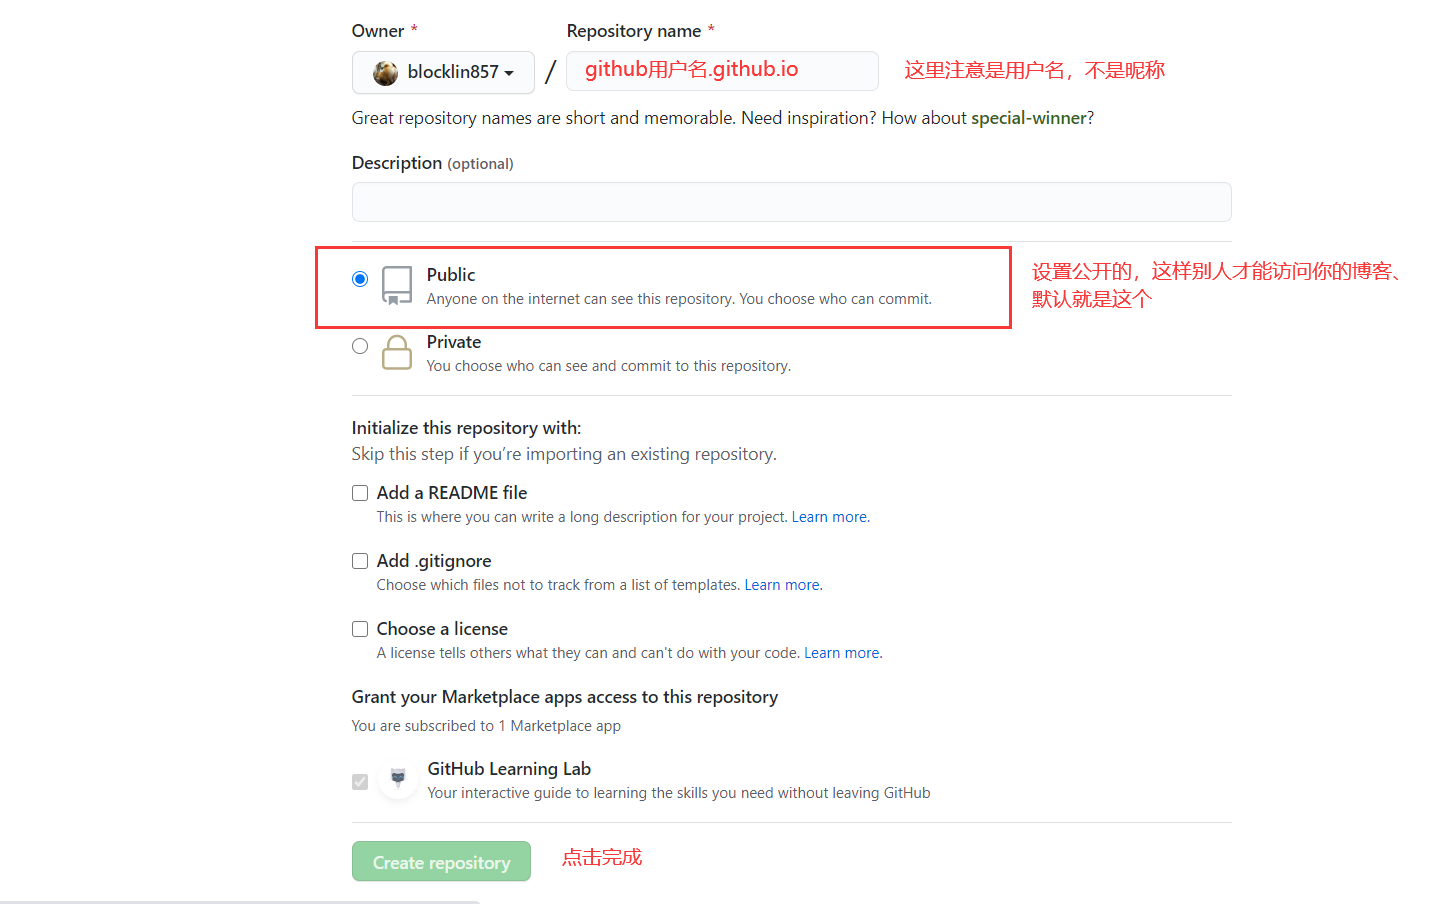 Owner *
Repository name *
blocklin857
/
github用户名.github.io
这里注意是用户名，不是昵称
Great repository names are short and memorable. Need inspiration? How about special-winner?
Description (optional)
Public
Anyone on the internet can see this repository. You choose who can commit.
设置公开的，这样别人才能访问你的博客、
默认就是这个
Private
You choose who can see and commit to this repository.
Initialize this repository with:
Skip this step if you’re importing an existing repository.
Add a README file
This is where you can write a long description for your project. Learn more.
Add .gitignore
Choose which files not to track from a list of templates. Learn more.
Choose a license
A license tells others what they can and can't do with your code. Learn more.
Grant your Marketplace apps access to this repository
You are subscribed to 1 Marketplace app
GitHub Learning Lab
Your interactive guide to learning the skills you need without leaving GitHub
Create repository
点击完成